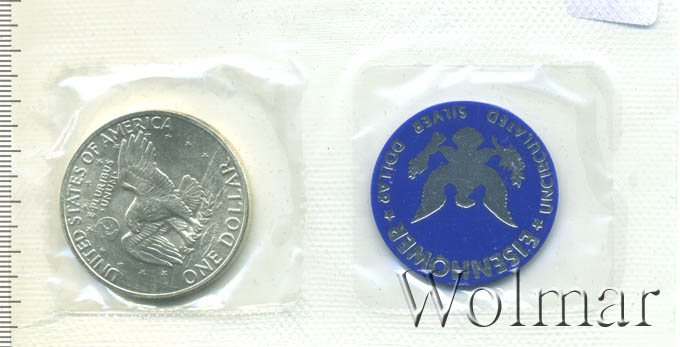 UNITED STATES OF AMERICA
E·PLURIBUS
UNUM
ONE DOLLAR
EISENHOWER
UNCIRCULATED SILVER DOLLAR
Wolmar